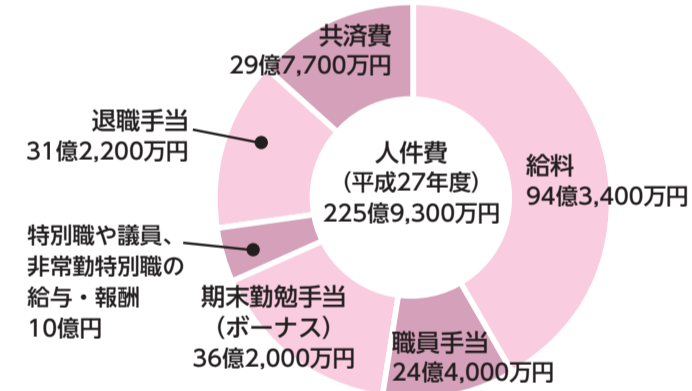 共済費
29億7,700万円
退職手当
31億2,200万円
人件費
（平成27年度）
225億9,300万円
給料
94億3,400万円
特別職や議員、
非常勤特別職の
給与・報酬
10億円
期末勤勉手当
（ボーナス）
36億2,000万円
職員手当
24億4,000万円